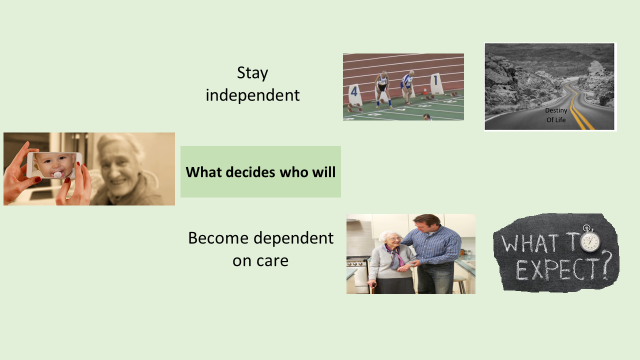 Stay
independent
4
1
Destiny
Of Life
What decides who will
Become dependent
on care
WHAT TO
EXPECT?